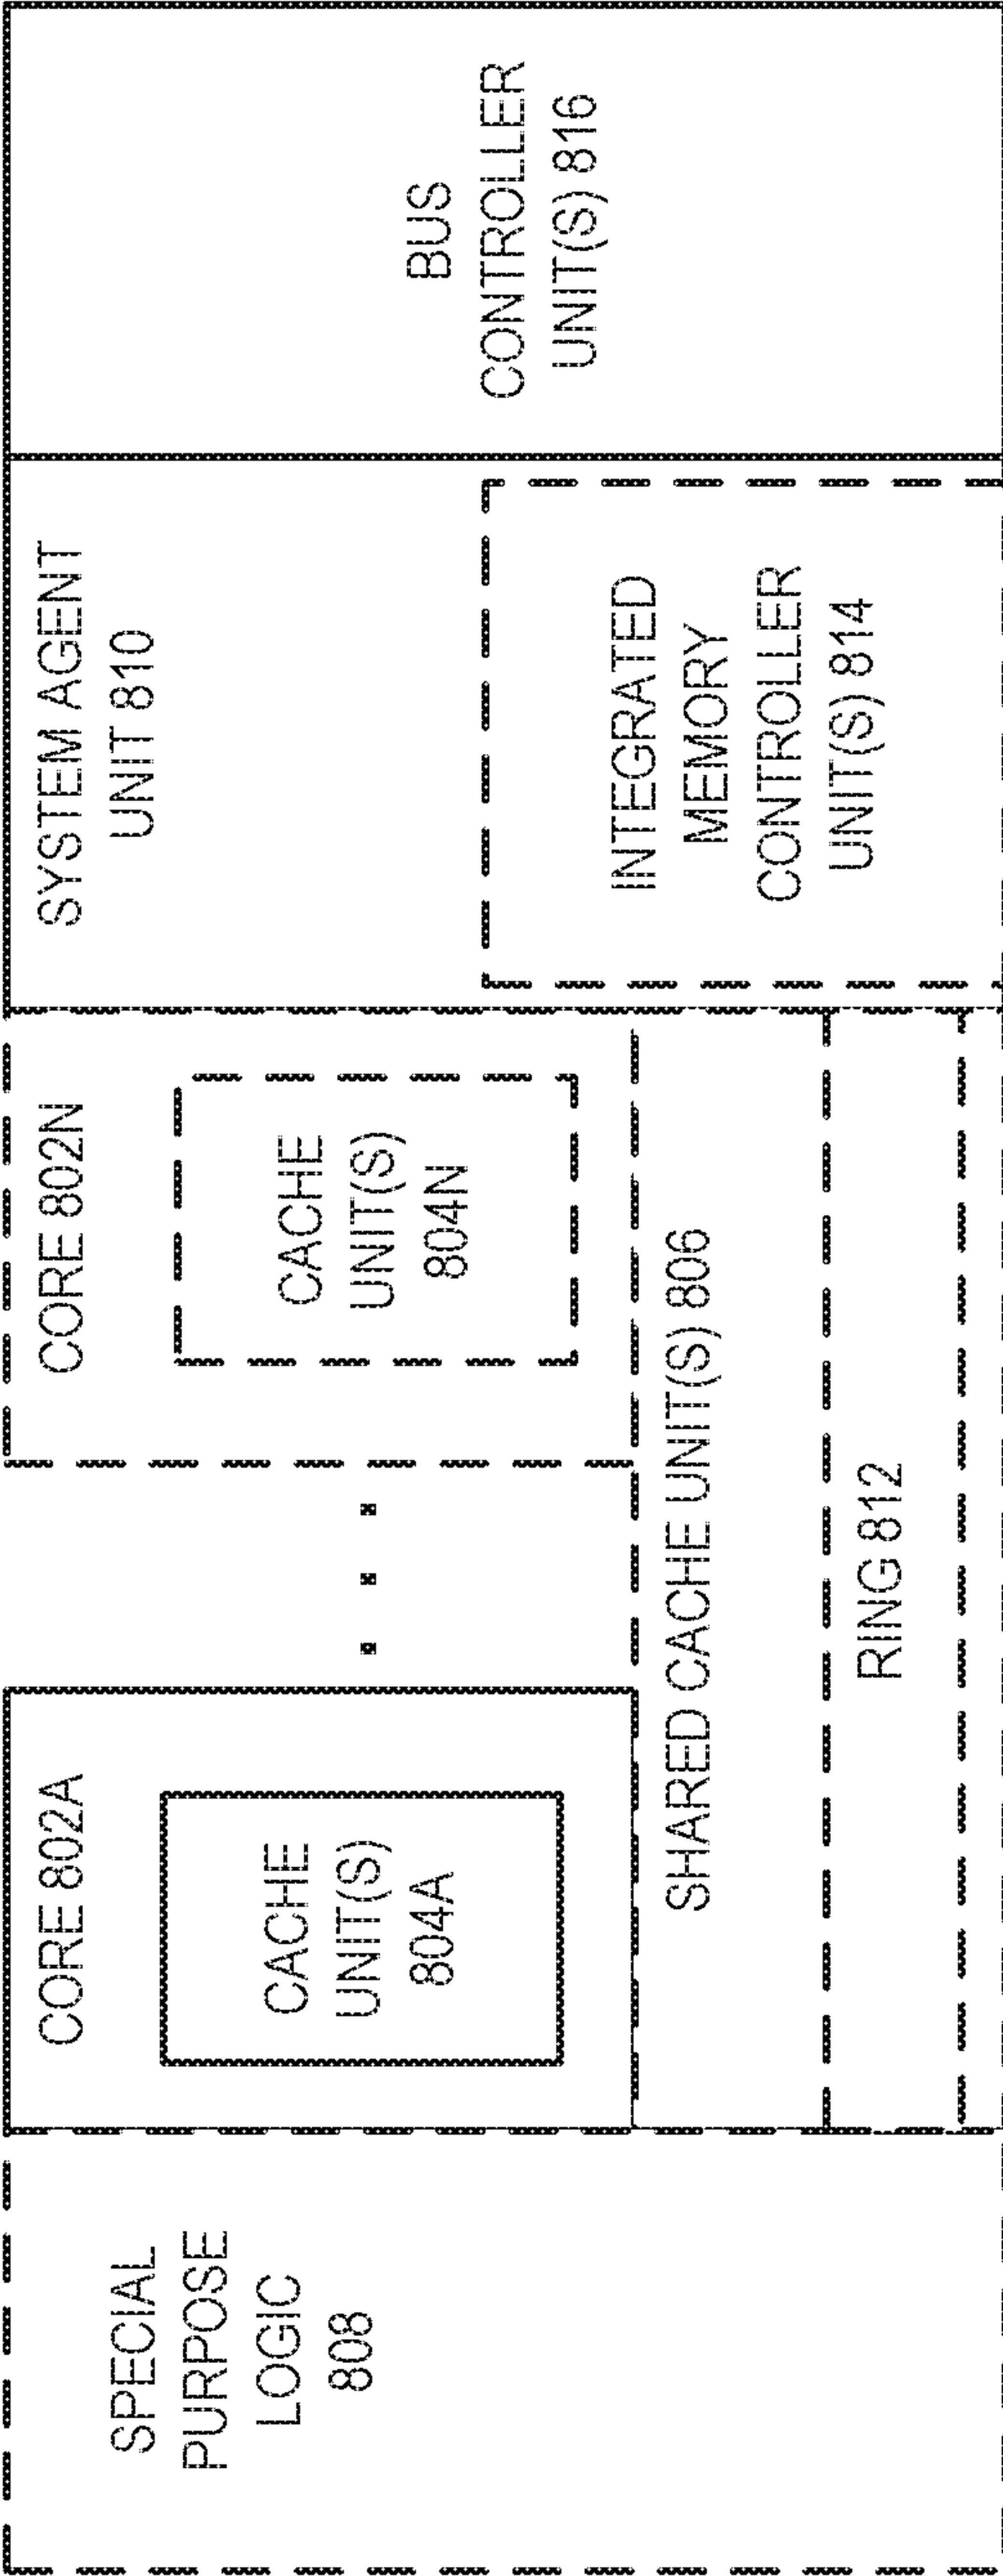 SPECIAL
PURPOSE
LOGIC
808
CORE 802A
CACHE
UNIT(S)
804A
CORE 802N
CACHE
UNIT(S)
804N
SHARED CACHE UNIT(S) 806
RING 812
SYSTEM AGENT
UNIT 810
INTEGRATED
MEMORY
CONTROLLER
UNIT(S) 814
BUS
CONTROLLER
UNIT(S) 816